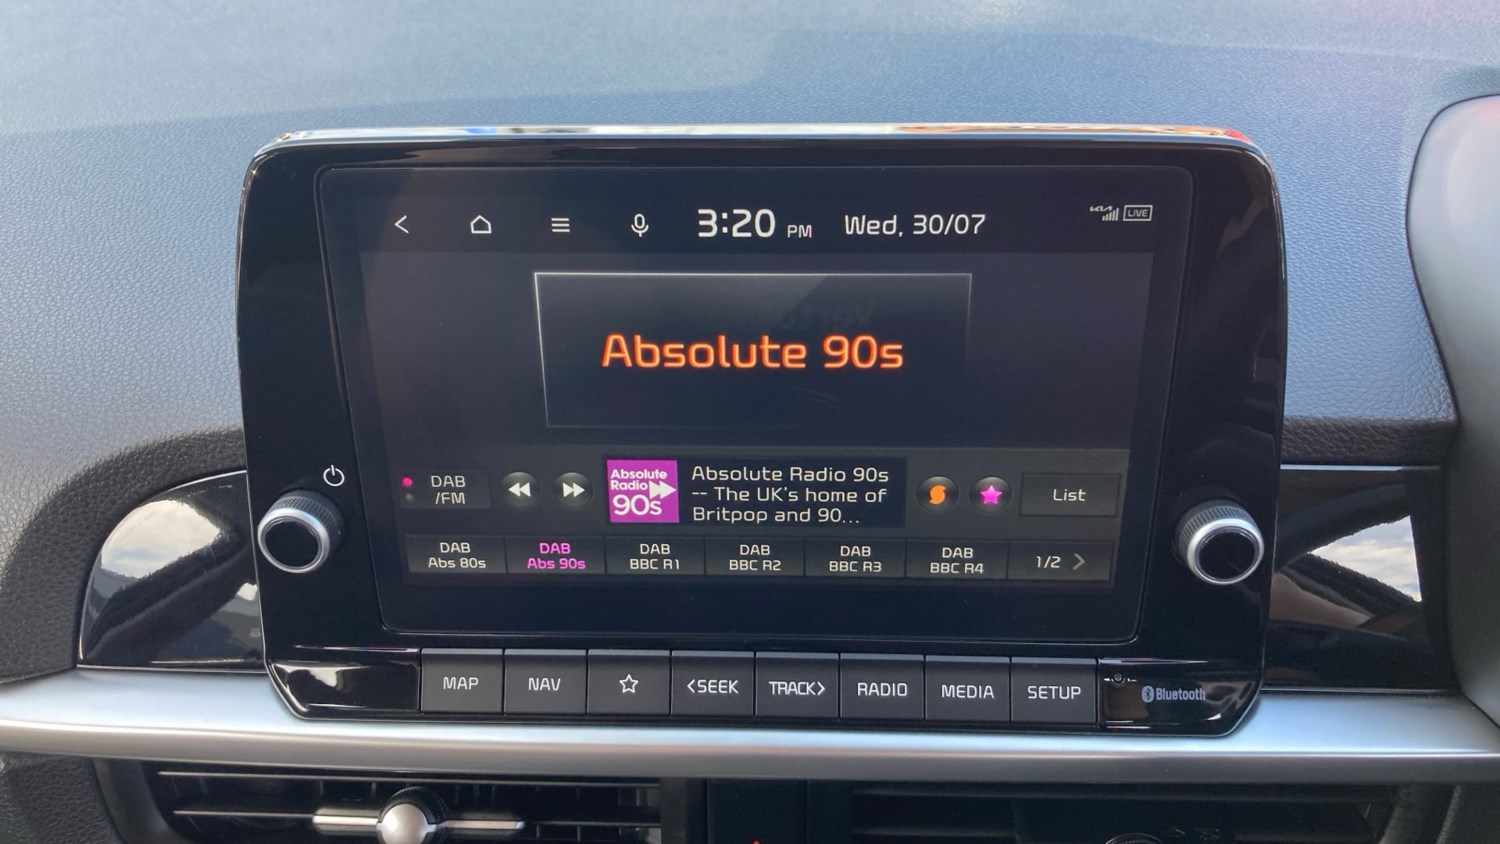 3:20 PM Wed, 30/07
LIVE
Absolute 90s
DAB
/FM
Absolute
Radio
90s
Absolute Radio 90s
-- The UK's home of
Britpop and 90...
List
DAB
Abs 80s
DAB
Abs 90s
DAB
BBC R1
DAB
BBC R2
DAB
BBC R3
DAB
BBC R4
1/2
MAP
NAV
<SEEK
TRACK>
RADIO
MEDIA
SETUP
Bluetooth